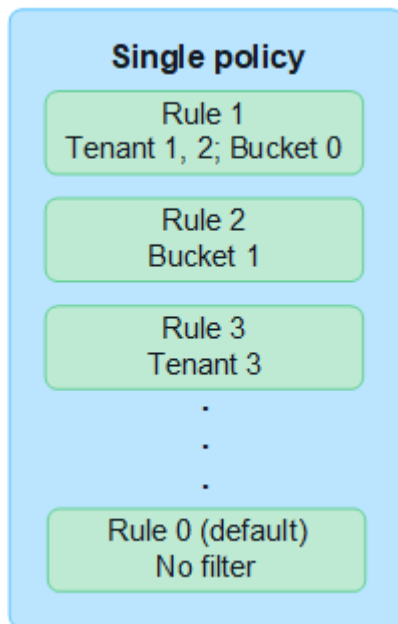 Single policy
Rule 1
Tenant 1, 2; Bucket 0
Rule 2
Bucket 1
Rule 3
Tenant 3
.
.
.
Rule 0 (default)
No filter